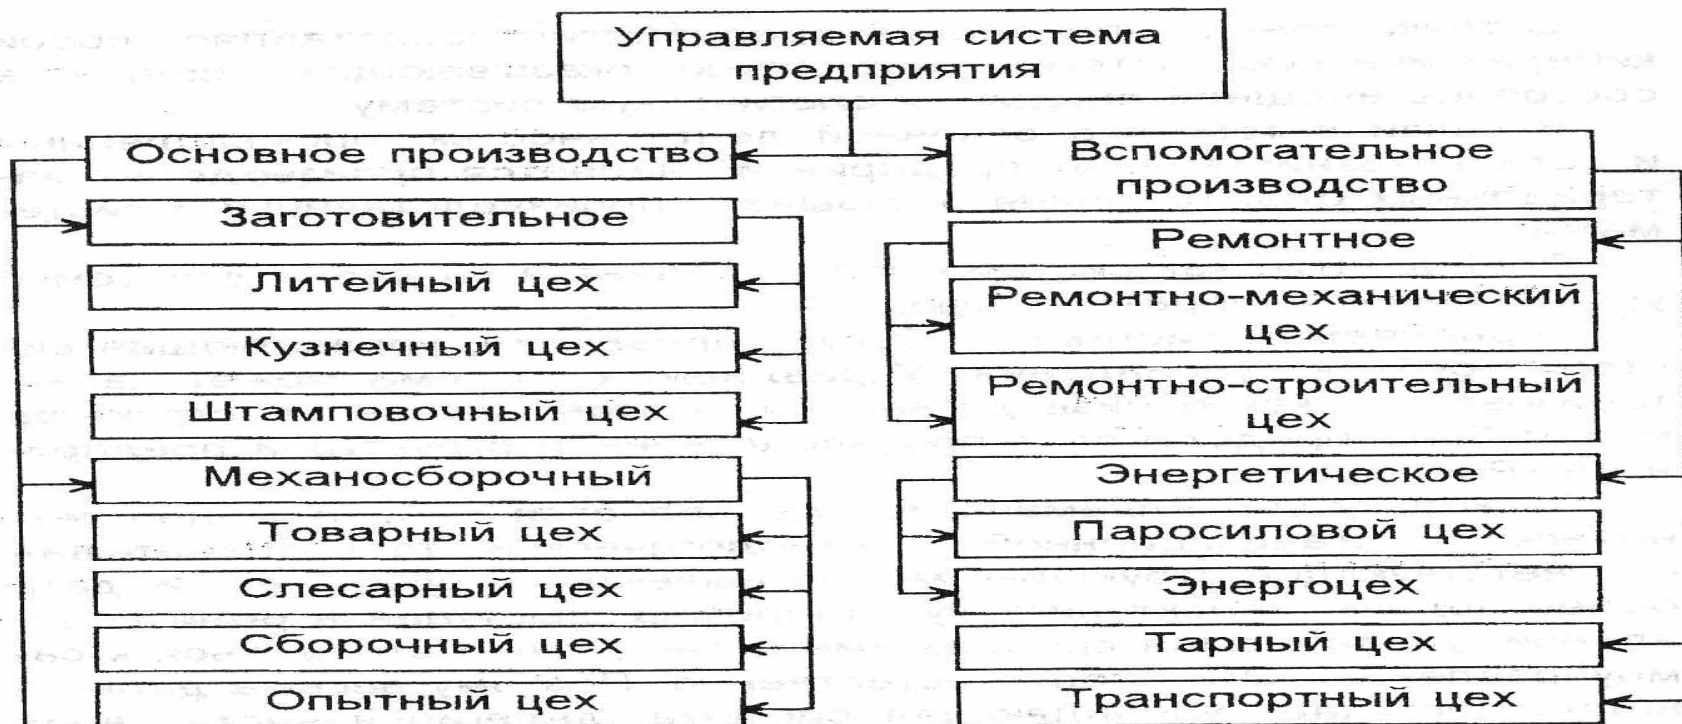 Управляемая система
предприятия
Основное производство
Заготовительное
Литейный цех
Кузнечный цех
Штамповочный цех
Механосборочный
Товарный цех
Слесарный цех
Сборочный цех
Опытный цех
Вспомогательное
производство
Ремонтное
Ремонтно-механический
цех
Ремонтно-строительный
цех
Энергетическое
Паросиловой цех
Энергоцех
Тарный цех
Транспортный цех